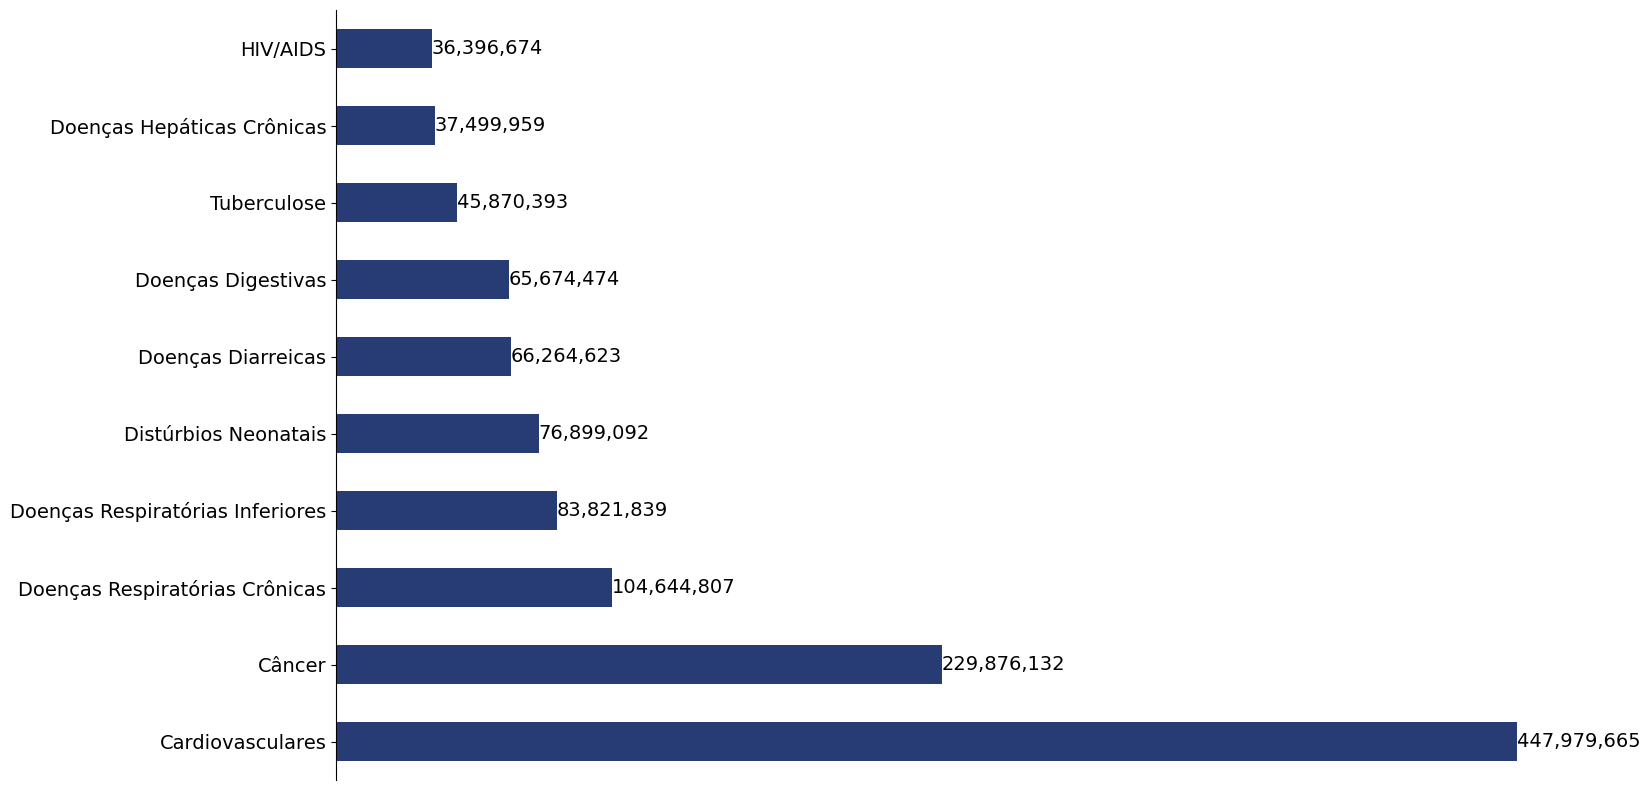 HIV/AIDS 36,396,674
Doenças Hepáticas Crônicas 37,499,959
Tuberculose 45,870,393
Doenças Digestivas 65,674,474
Doenças Diarreicas 66,264,623
Distúrbios Neonatais 76,899,092
Doenças Respiratórias Inferiores 83,821,839
Doenças Respiratórias Crônicas 104,644,807
Câncer 229,876,132
Cardiovasculares 447,979,665